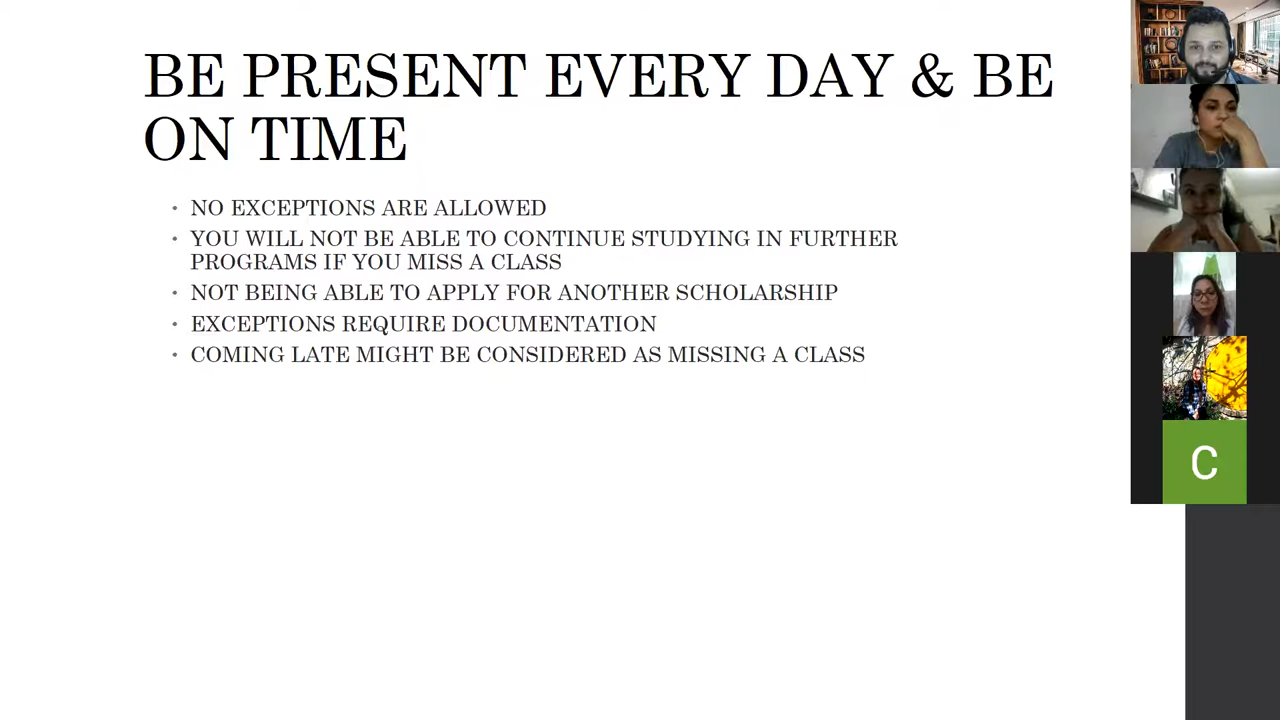 BE PRESENT EVERY DAY & BE
ON TIME
• NO EXCEPTIONS ARE ALLOWED
• YOU WILL NOT BE ABLE TO CONTINUE STUDYING IN FURTHER
PROGRAMS IF YOU MISS A CLASS
• NOT BEING ABLE TO APPLY FOR ANOTHER SCHOLARSHIP
• EXCEPTIONS REQUIRE DOCUMENTATION
• COMING LATE MIGHT BE CONSIDERED AS MISSING A CLASS
C